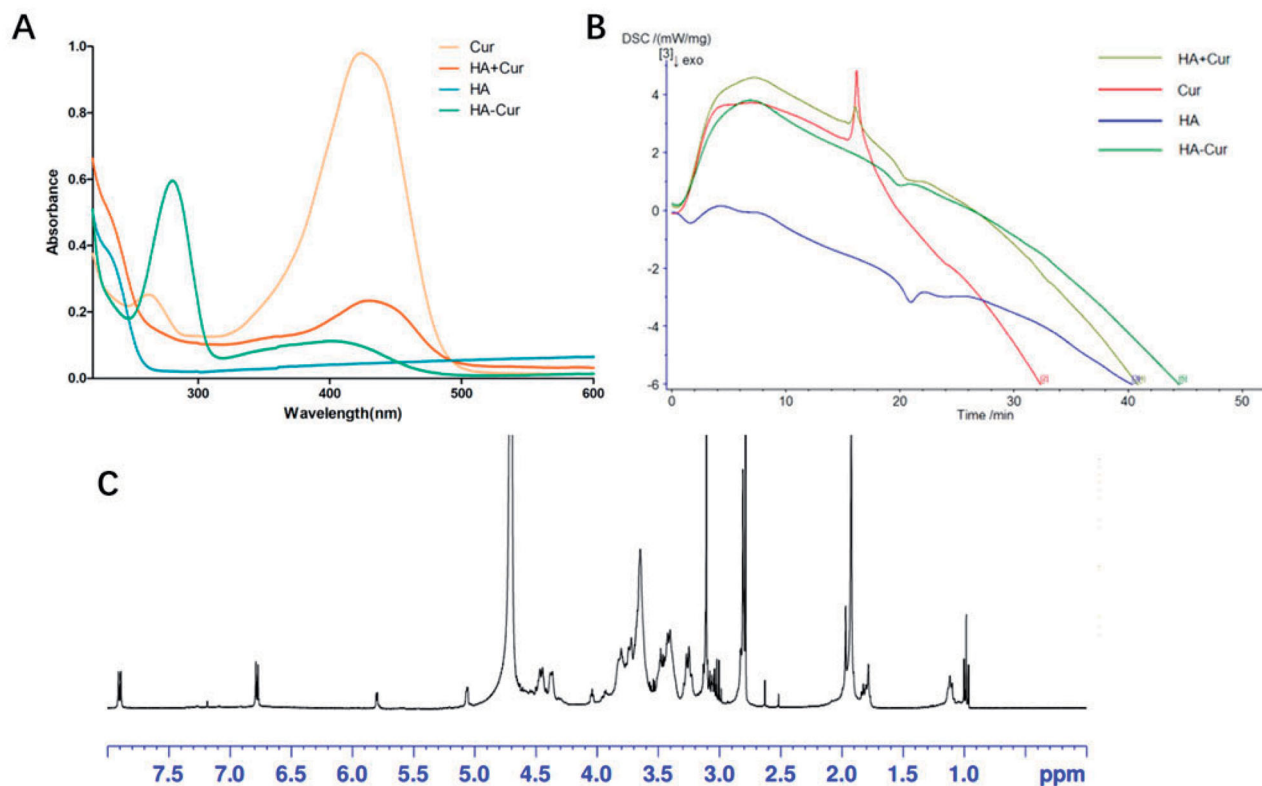 A
Cur
HA+Cur
HA
HA-Cur
1.0
0.8
0.6
0.4
0.2
0.0
Absorbance
300
400
500
600
Wavelength(nm)
B
DSC /(mW/mg)
[3] ↓ exo
HA+Cur
Cur
HA
HA-Cur
4
2
0
-2
-4
-6
0
10
20
30
40
50
Time /min
C
7.5 7.0 6.5 6.0 5.5 5.0 4.5 4.0 3.5 3.0 2.5 2.0 1.5 1.0 ppm